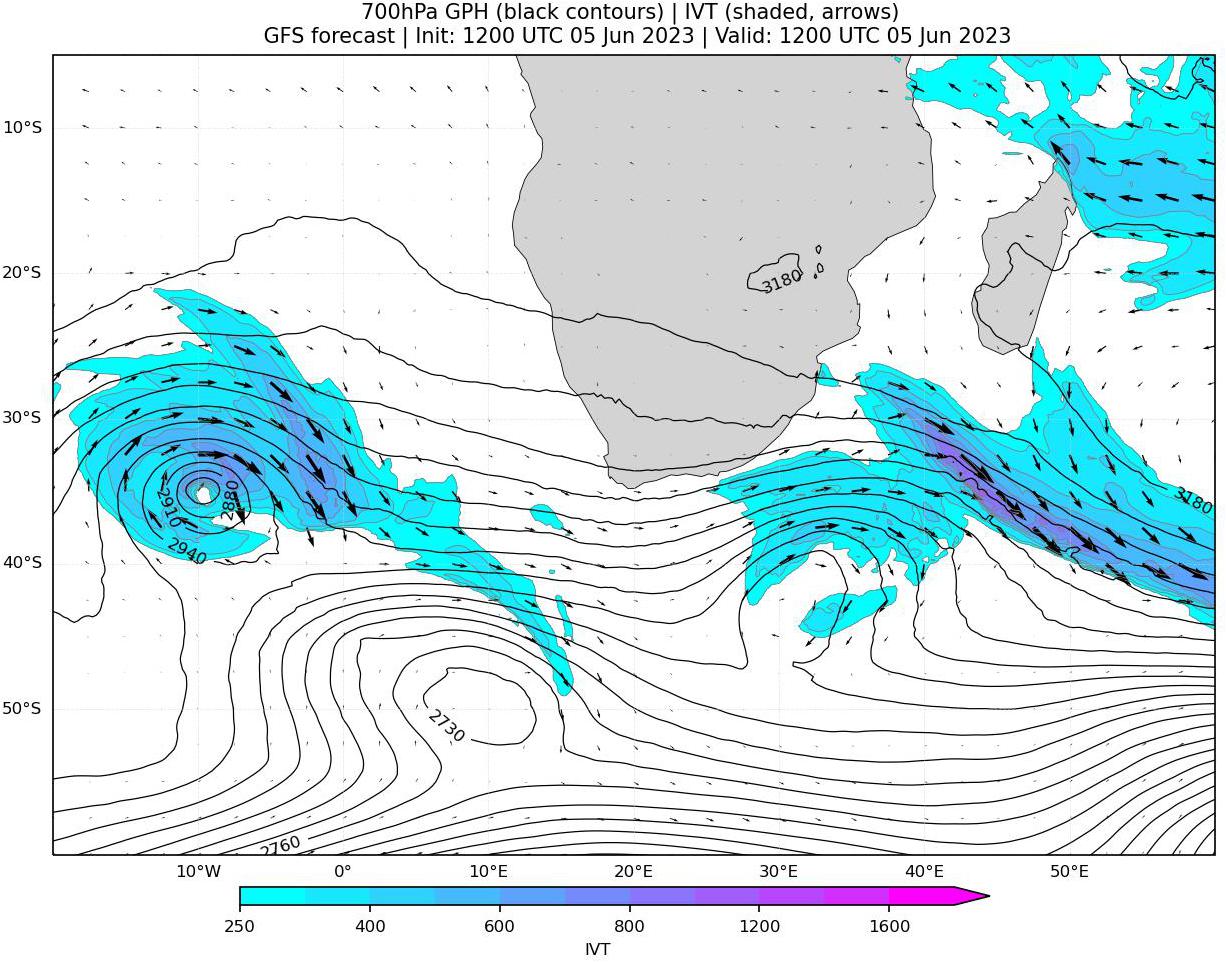 700hPa GPH (black contours) | IVT (shaded, arrows)
GFS forecast | Init: 1200 UTC 05 Jun 2023 | Valid: 1200 UTC 05 Jun 2023
10°S
20°S
3180
30°S
2910
2880
3180
2940
40°S
50°S
2730
2760
10°W 0° 10°E 20°E 30°E 40°E 50°E
250 400 600 800 1200 1600
IVT